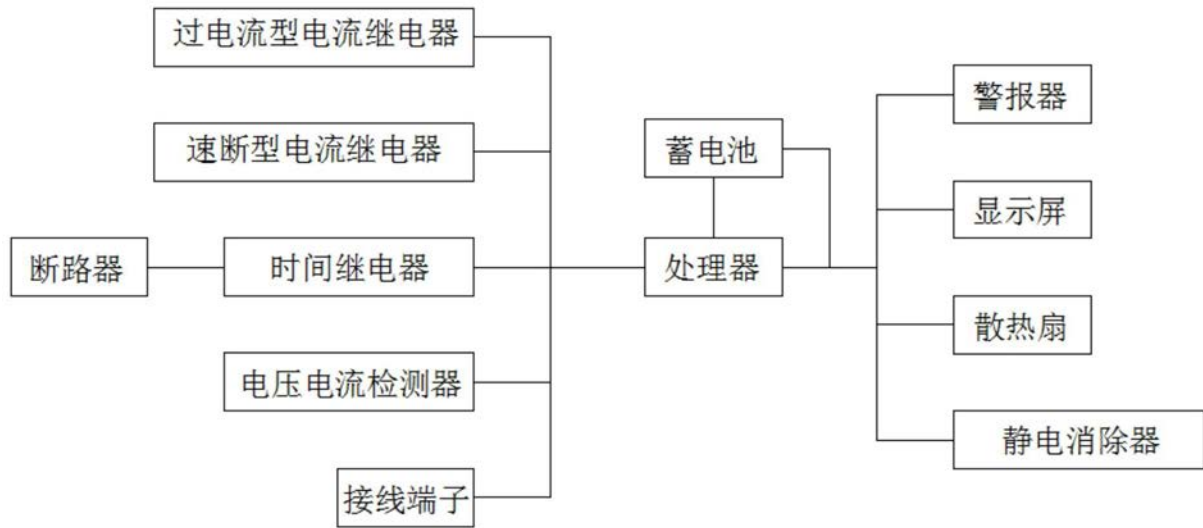 过电流型电流继电器
警报器
速断型电流继电器
蓄电池
显示屏
断路器
时间继电器
处理器
散热扇
电压电流检测器
静电消除器
接线端子